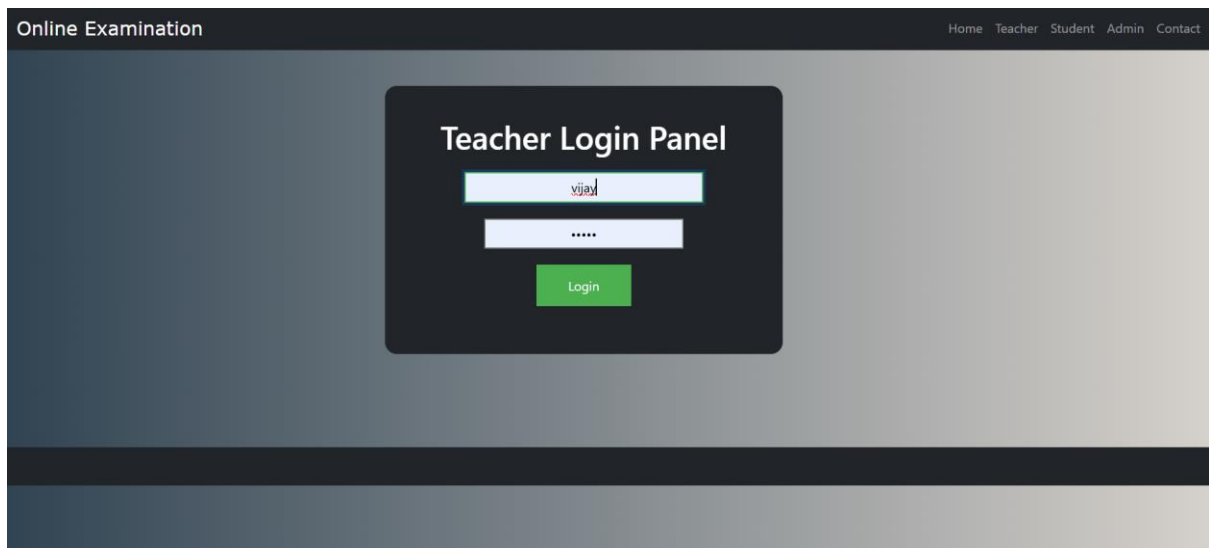 Online Examination
Home Teacher Student Admin Contact
Teacher Login Panel
vijay
•••••
Login